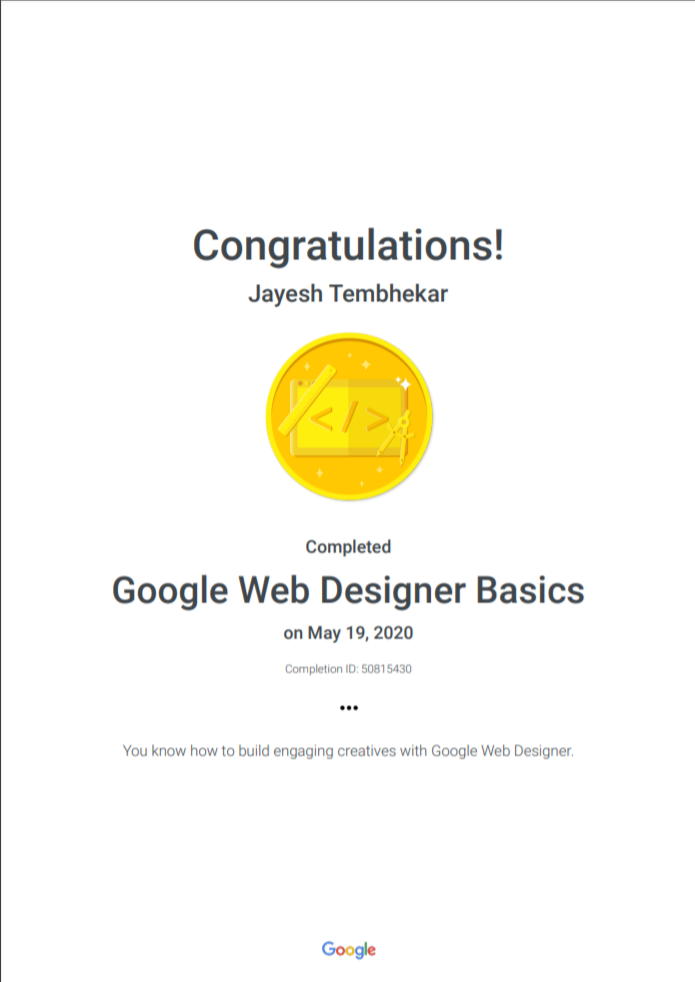 Congratulations!
Jayesh Tembhekar
</>
Completed
Google Web Designer Basics
on May 19, 2020
Completion ID: 50815430
•••
You know how to build engaging creatives with Google Web Designer.
Google